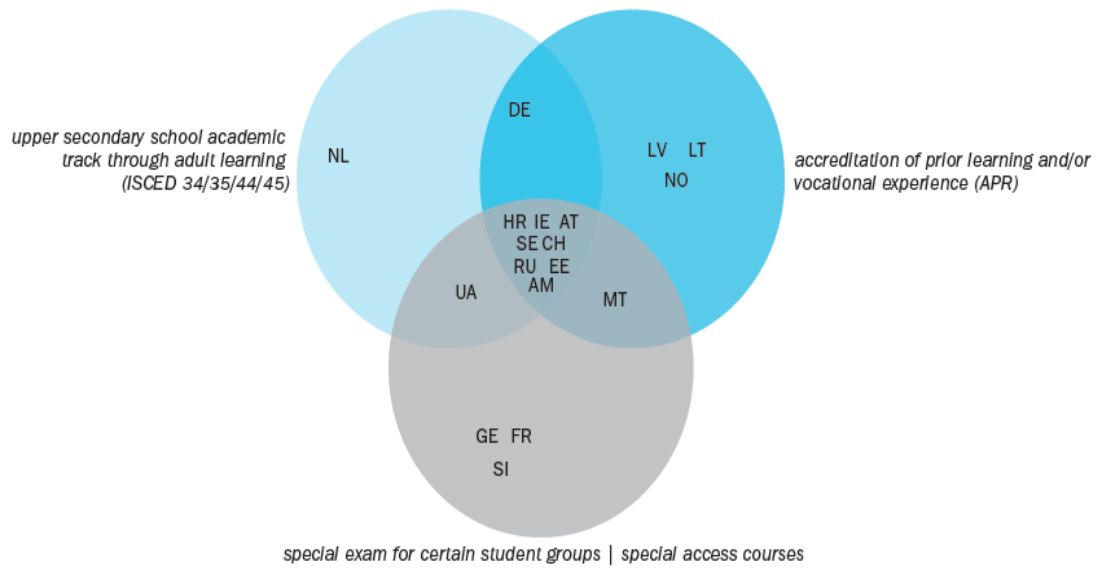 DE
upper secondary school academic
track through adult learning
(ISCED 34/35/44/45)
NL
LV LT
NO
accreditation of prior learning and/or
vocational experience (APR)
HR IE AT
SE CH
RU EE
AM
UA
MT
GE FR
SI
special exam for certain student groups | special access courses